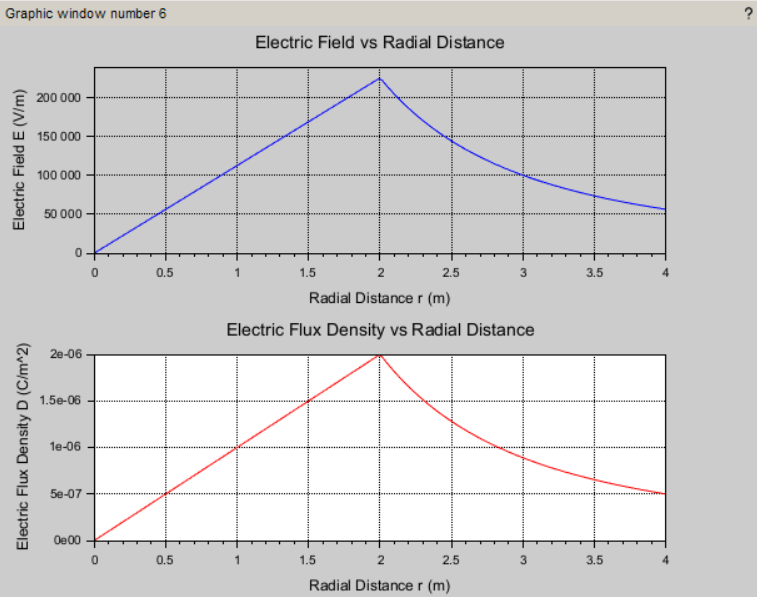 Graphic window number 6 ?
Electric Field vs Radial Distance
Electric Field E (V/m)
200 000
150 000
100 000
50 000
0
0 0.5 1 1.5 2 2.5 3 3.5 4
Radial Distance r (m)
Electric Flux Density vs Radial Distance
Electric Flux Density D (C/m^2)
2e-06
1.5e-06
1e-06
5e-07
0e00
0 0.5 1 1.5 2 2.5 3 3.5 4
Radial Distance r (m)